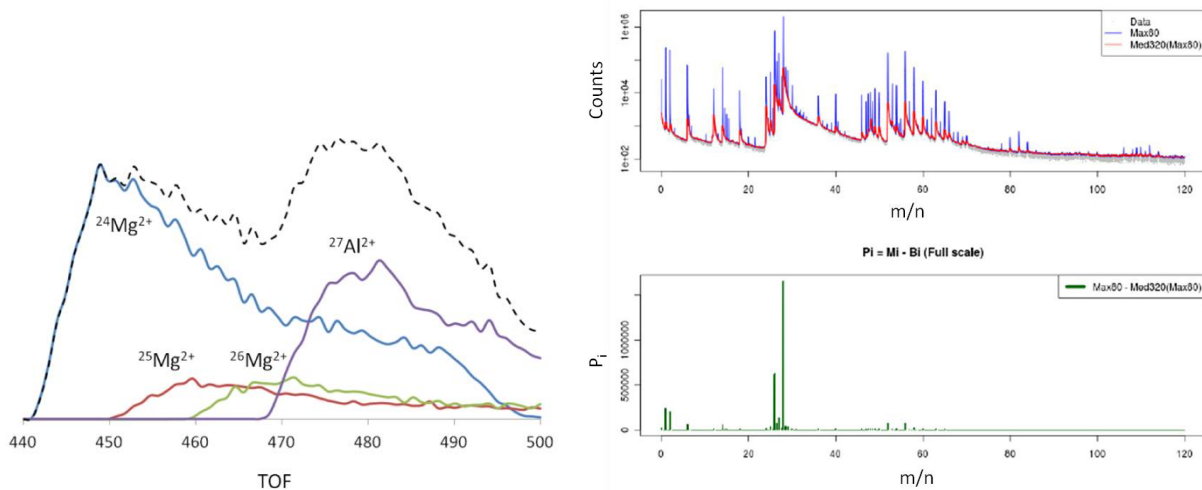 24Mg2+
27Al2+
25Mg2+
26Mg2+
440 450 460 470 480 490 500
TOF
Counts
1e+06
1e+04
1e+02
Data
Max80
Med320(Max80)
0 20 40 60 80 100 120
m/n
Pi = Mi - Bi (Full scale)
Pi
1000000
500000
0
Max80 - Med320(Max80)
0 20 40 60 80 100 120
m/n